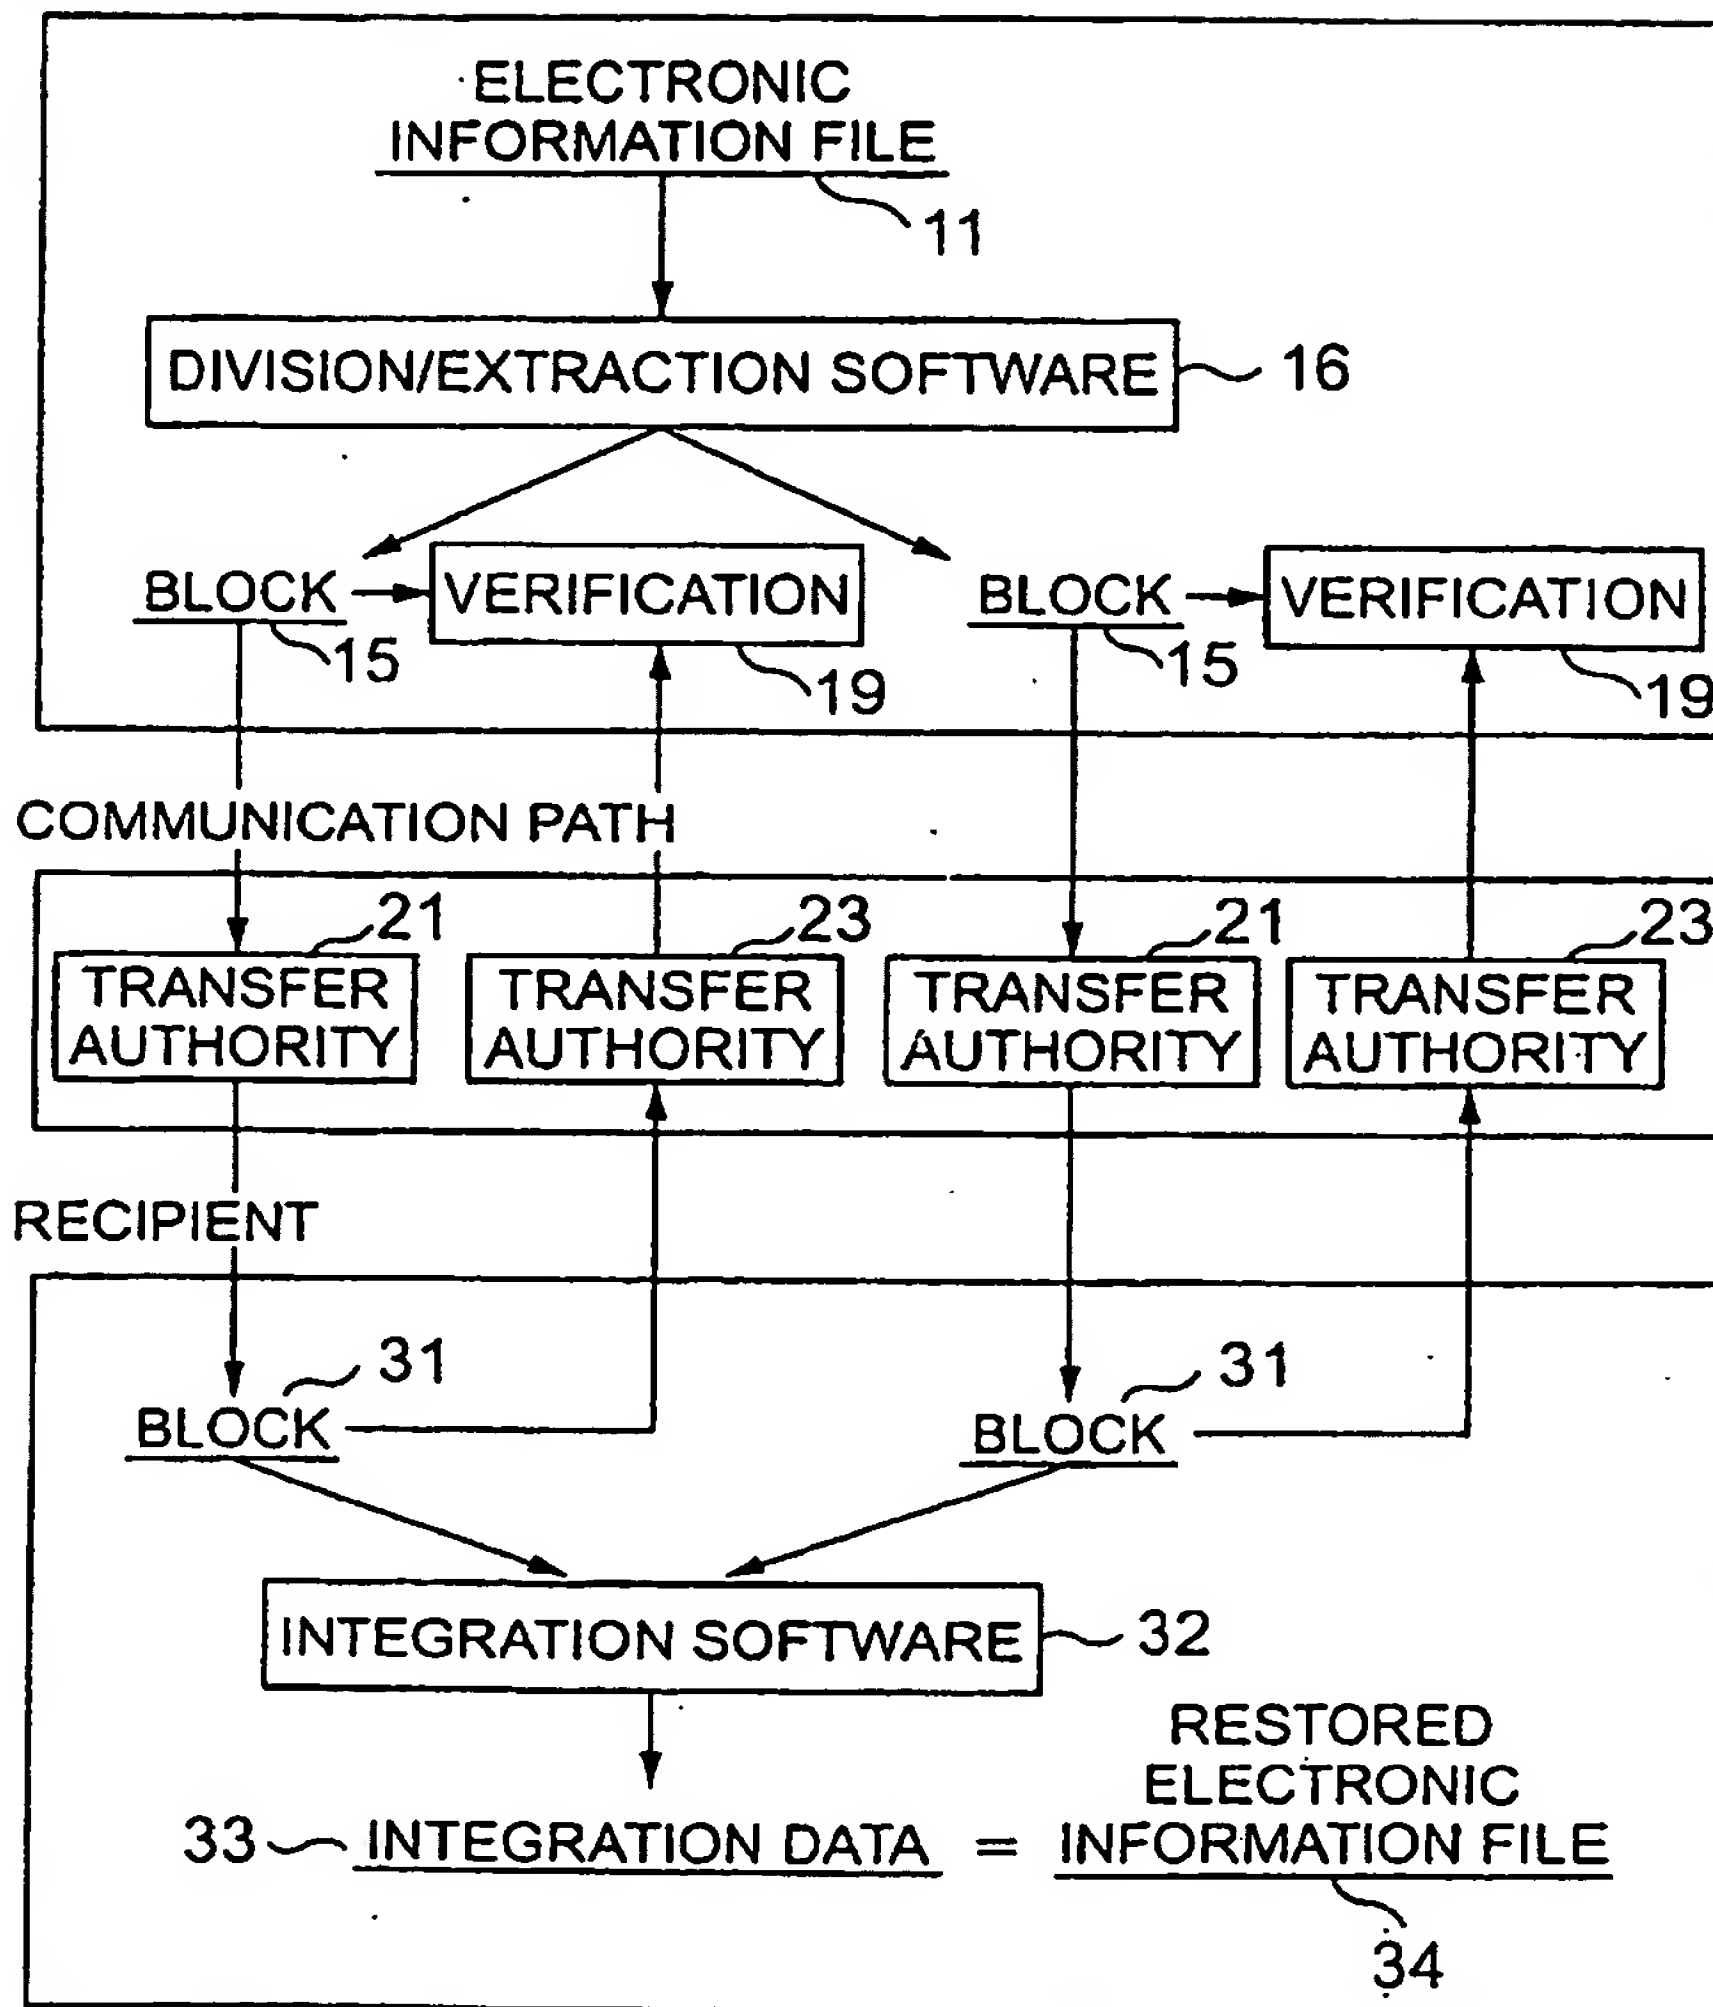 ELECTRONIC
INFORMATION FILE
11
DIVISION/EXTRACTION SOFTWARE
16
BLOCK
VERIFICATION
BLOCK
VERIFICATION
15
19
15
19
COMMUNICATION PATH
21
23
21
23
TRANSFER
AUTHORITY
TRANSFER
AUTHORITY
TRANSFER
AUTHORITY
TRANSFER
AUTHORITY
RECIPIENT
31
BLOCK
31
BLOCK
INTEGRATION SOFTWARE
32
RESTORED
ELECTRONIC
33 INTEGRATION DATA = INFORMATION FILE
34